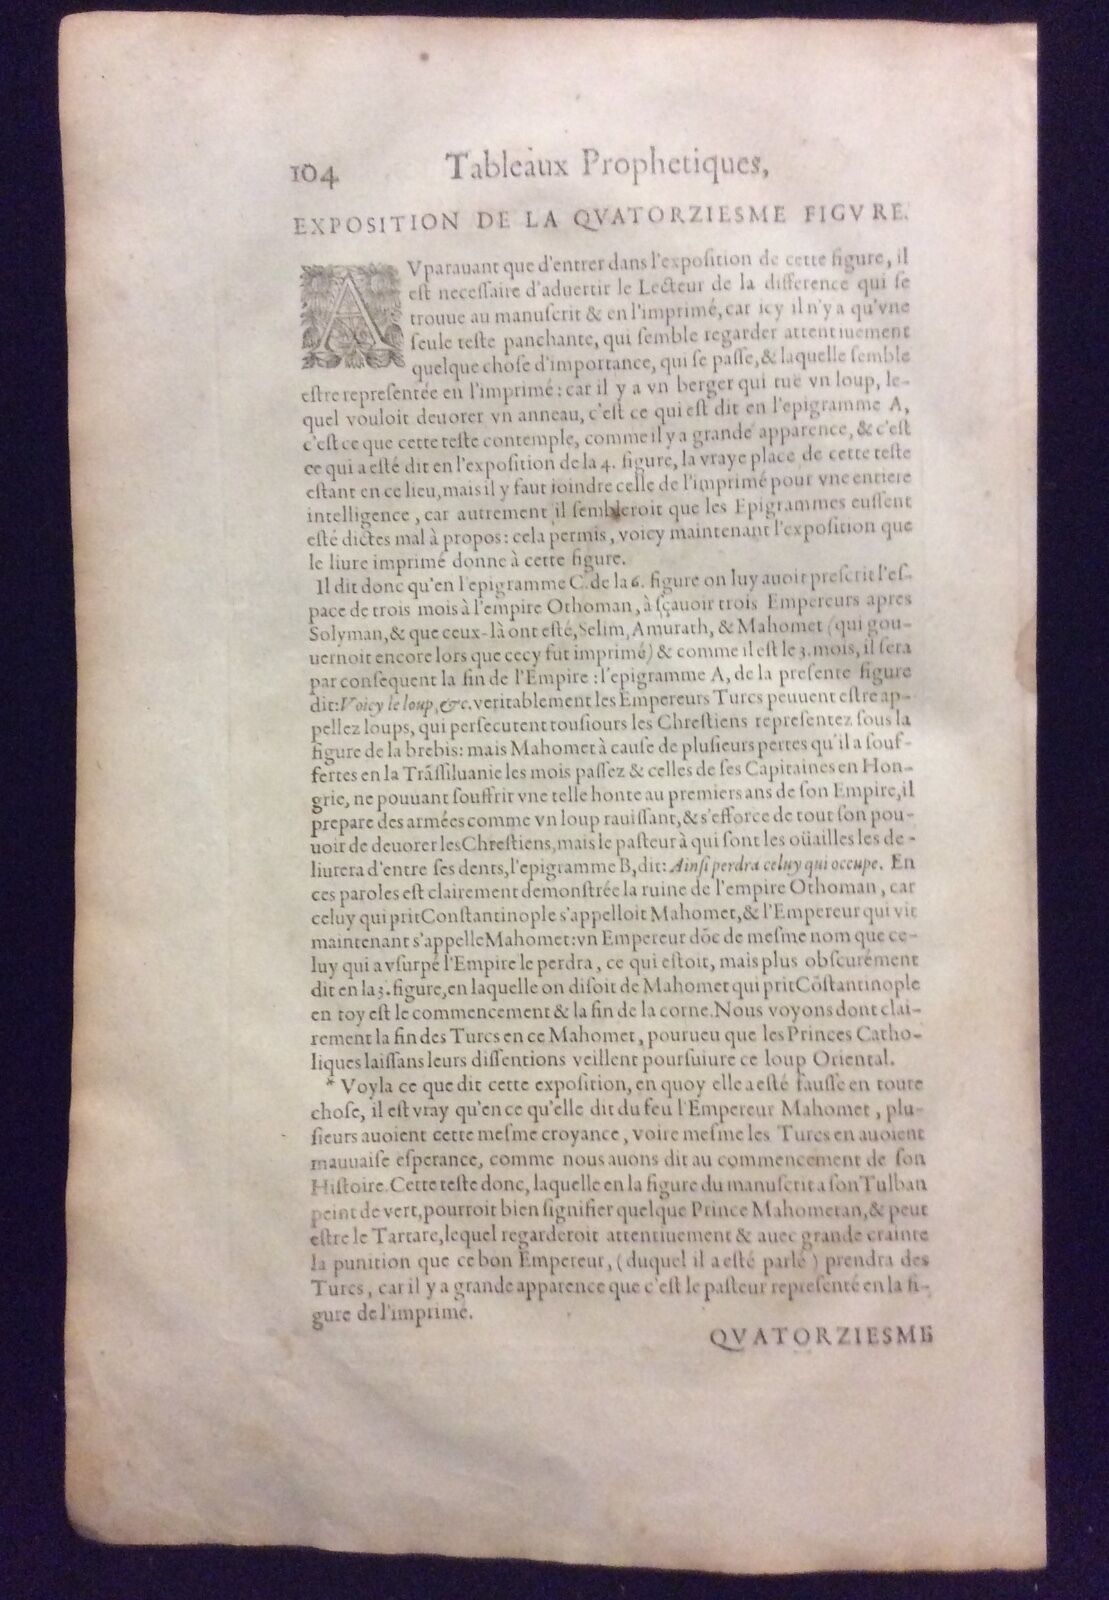 104 Tableaux Prophetiques,
EXPOSITION DE LA QVATORZIESME FIGVRE.
AVparauant que d'entrer dans l'exposition de cette figure, il
est necessaire d'aduertir le Lecteur de la difference qui se
trouue au manuscrit & en l'imprimé, car icy il n'y a qu'vne
seule teste panchante, qui semble regarder attentiuement
quelque chose d'importance, qui se passe, & laquelle semble
estre representée en l'imprimé : car il y a vn berger qui tue vn loup, le-
quel vouloit deuorer vn anneau, c'est ce qui est dit en l'epigramme A,
c'est ce que cette teste contemple, comme il y a grande apparence, & c'est
ce qui a esté dit en l'exposition de la 4. figure, la vraye place de cette teste
estant en ce lieu, mais il y faut ioindre celle de l'imprimé pour vne entiere
intelligence, car autrement il sembleroit que les Epigrammes eussent
esté dictes mal à propos : cela permis, voicy maintenant l'exposition que
le liure imprimé donne à cette figure.
Il dit donc qu'en l'epigramme C. de la 6. figure on luy auoit prescrit l'es-
pace de trois mois à l'empire Othoman, à sçauoir trois Empereurs apres
Solyman, & que ceux-là ont esté, Selim, Amurath, & Mahomet (qui gou-
uernoit encore lors que cecy fut imprimé) & comme il est le 3. mois, il sera
par consequent la fin de l'Empire : l'epigramme A, de la presente figure
dit: Voicy le loup, &c. veritablement les Empereurs Turcs peuuent estre ap-
pellez loups, qui persecutent tousiours les Chrestiens representez sous la
figure de la brebis: mais Mahomet à cause de plusieurs pertes qu'il a souf-
fertes en la Trãssiluanie les mois passez & celles de ses Capitaines en Hon-
grie, ne pouuant souffrir vne telle honte au premiers ans de son Empire, il
prepare des armées comme vn loup rauissant, & s'efforce de tout son pou-
uoir de deuorer les Chrestiens, mais le pasteur à qui sont les oüailles les de-
liurera d'entre ses dents, l'epigramme B, dit: Ainsi perdra celuy qui occupe. En
ces paroles est clairement demonstrée la ruine de l'empire Othoman, car
celuy qui prit Constantinople s'appelloit Mahomet, & l'Empereur qui vit
maintenant s'appelle Mahomet: vn Empereur dõc de mesme nom que ce-
luy qui a vsurpé l'Empire le perdra, ce qui estoit, mais plus obscurément
dit en la 3. figure, en laquelle on disoit de Mahomet qui prit Cõstantinople
en toy est le commencement & la fin de la corne. Nous voyons dont clai-
rement la fin des Turcs en ce Mahomet, pourueu que les Princes Catho-
liques laissans leurs dissentions veillent poursuiure ce loup Oriental.
* Voyla ce que dit cette exposition, en quoy elle a esté fausse en toute
chose, il est vray qu'en ce qu'elle dit du feu l'Empereur Mahomet, plu-
sieurs auoient cette mesme croyance, voire mesme les Turcs en auoient
mauuaise esperance, comme nous auons dit au commencement de son
Histoire. Cette teste donc, laquelle en la figure du manuscrit a son Tulban
peint de vert, pourroit bien signifier quelque Prince Mahometan, & peut
estre le Tartare, lequel regarderoit attentiuement & auec grande crainte
la punition que ce bon Empereur, (duquel il a esté parlé) prendra des
Turcs, car il y a grande apparence que c'est le pasteur representé en la fi-
gure de l'imprimé.
QVATORZIESME